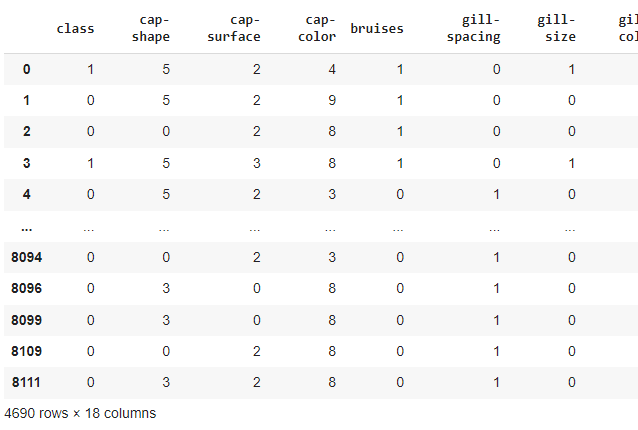 class cap-shape cap-surface cap-color bruises gill-spacing gill-size
0 1 5 2 4 1 0 1
1 0 5 2 9 1 0 0
2 0 0 2 8 1 0 0
3 1 5 3 8 1 0 1
4 0 5 2 3 0 1 0
... ... ... ... ... ... ... ...
8094 0 0 2 3 0 1 0
8096 0 3 0 8 0 1 0
8099 0 3 0 8 0 1 0
8109 0 0 2 8 0 1 0
8111 0 3 2 8 0 1 0
4690 rows × 18 columns